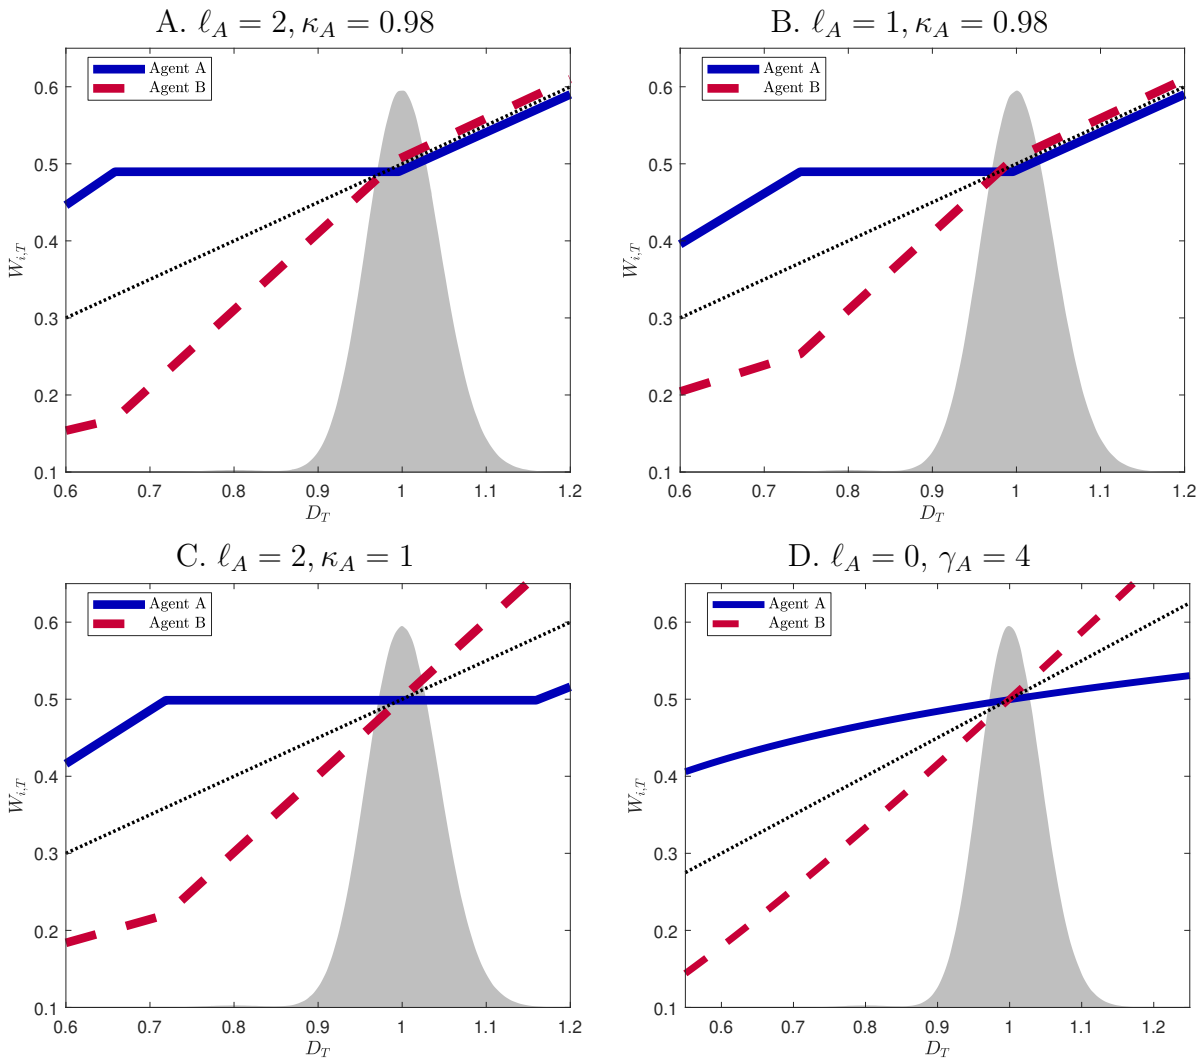 A. ℓ_A = 2, κ_A = 0.98
Agent A
Agent B
W_{i,T}
0.6
0.5
0.4
0.3
0.2
0.1
0.6 0.7 0.8 0.9 1 1.1 1.2
D_T
B. ℓ_A = 1, κ_A = 0.98
Agent A
Agent B
W_{i,T}
0.6
0.5
0.4
0.3
0.2
0.1
0.6 0.7 0.8 0.9 1 1.1 1.2
D_T
C. ℓ_A = 2, κ_A = 1
Agent A
Agent B
W_{i,T}
0.6
0.5
0.4
0.3
0.2
0.1
0.6 0.7 0.8 0.9 1 1.1 1.2
D_T
D. ℓ_A = 0, γ_A = 4
Agent A
Agent B
W_{i,T}
0.6
0.5
0.4
0.3
0.2
0.1
0.6 0.7 0.8 0.9 1 1.1 1.2
D_T